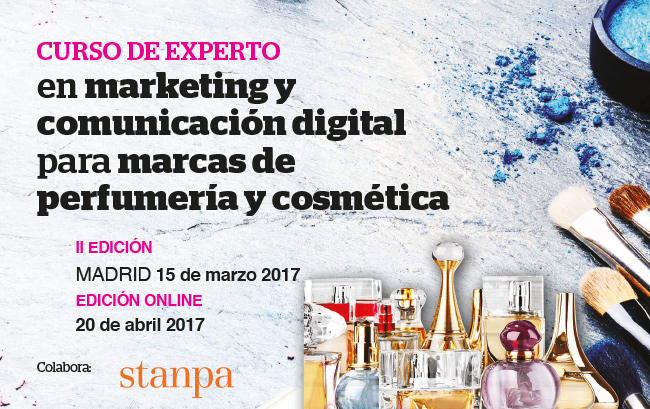 CURSO DE EXPERTO
en marketing y
comunicación digital
para marcas de
perfumería y cosmética
II EDICIÓN
MADRID 15 de marzo 2017
EDICIÓN ONLINE
20 de abril 2017
Colabora: stanpa